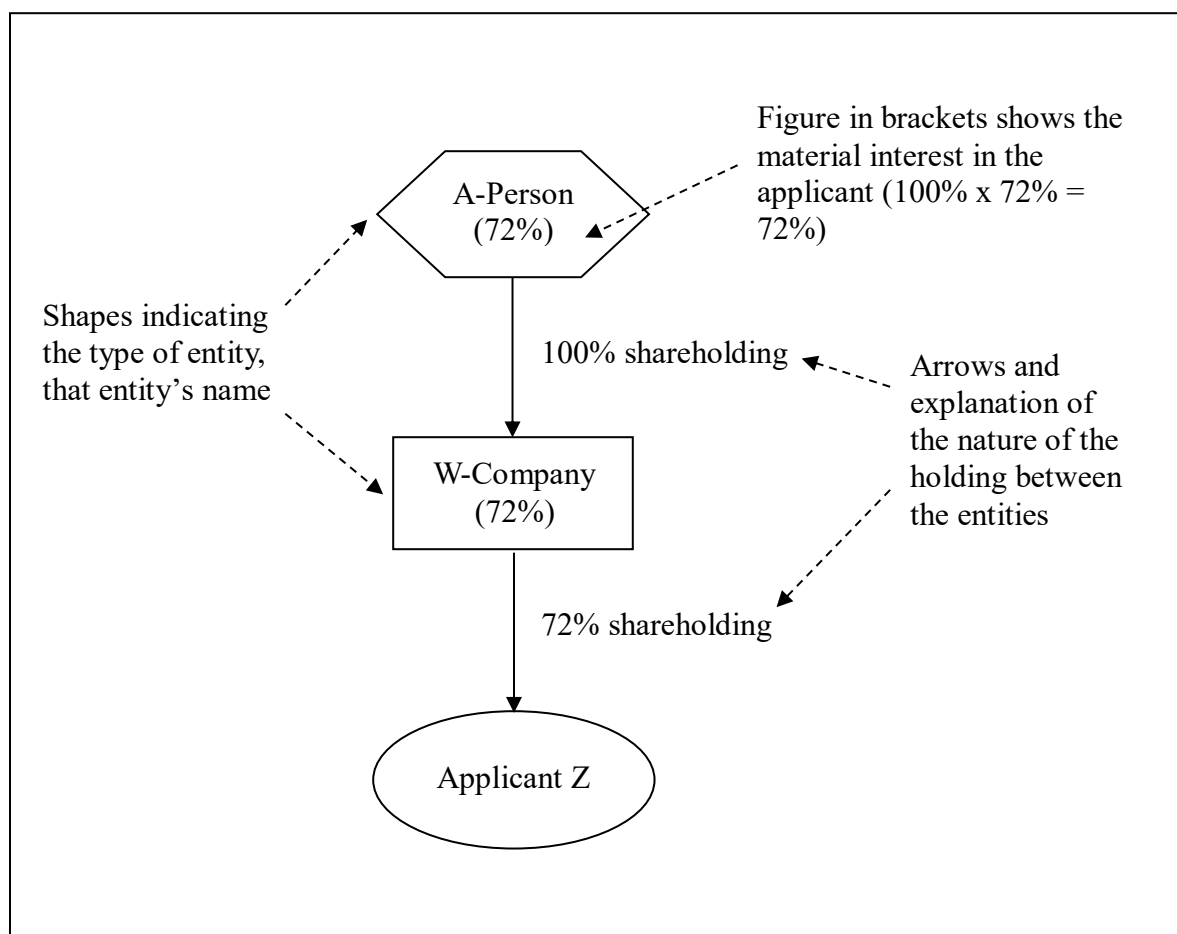 Figure in brackets shows the
material interest in the
applicant (100% x 72% =
72%)
A-Person
(72%)
Shapes indicating
the type of entity,
that entity’s name
100% shareholding
Arrows and
explanation of
the nature of the
holding between
the entities
W-Company
(72%)
72% shareholding
Applicant Z